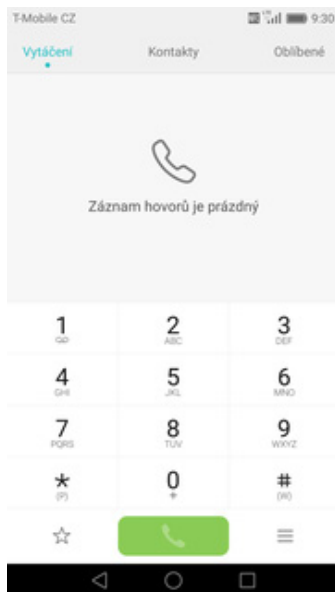 T-Mobile CZ 9:30
Vytáčení Kontakty Oblíbené
Záznam hovorů je prázdný
1 2 3
ABC DEF
4 5 6
GHI JKL MNO
7 8 9
PQRS TUV WXYZ
* 0 #
(P) + (W)